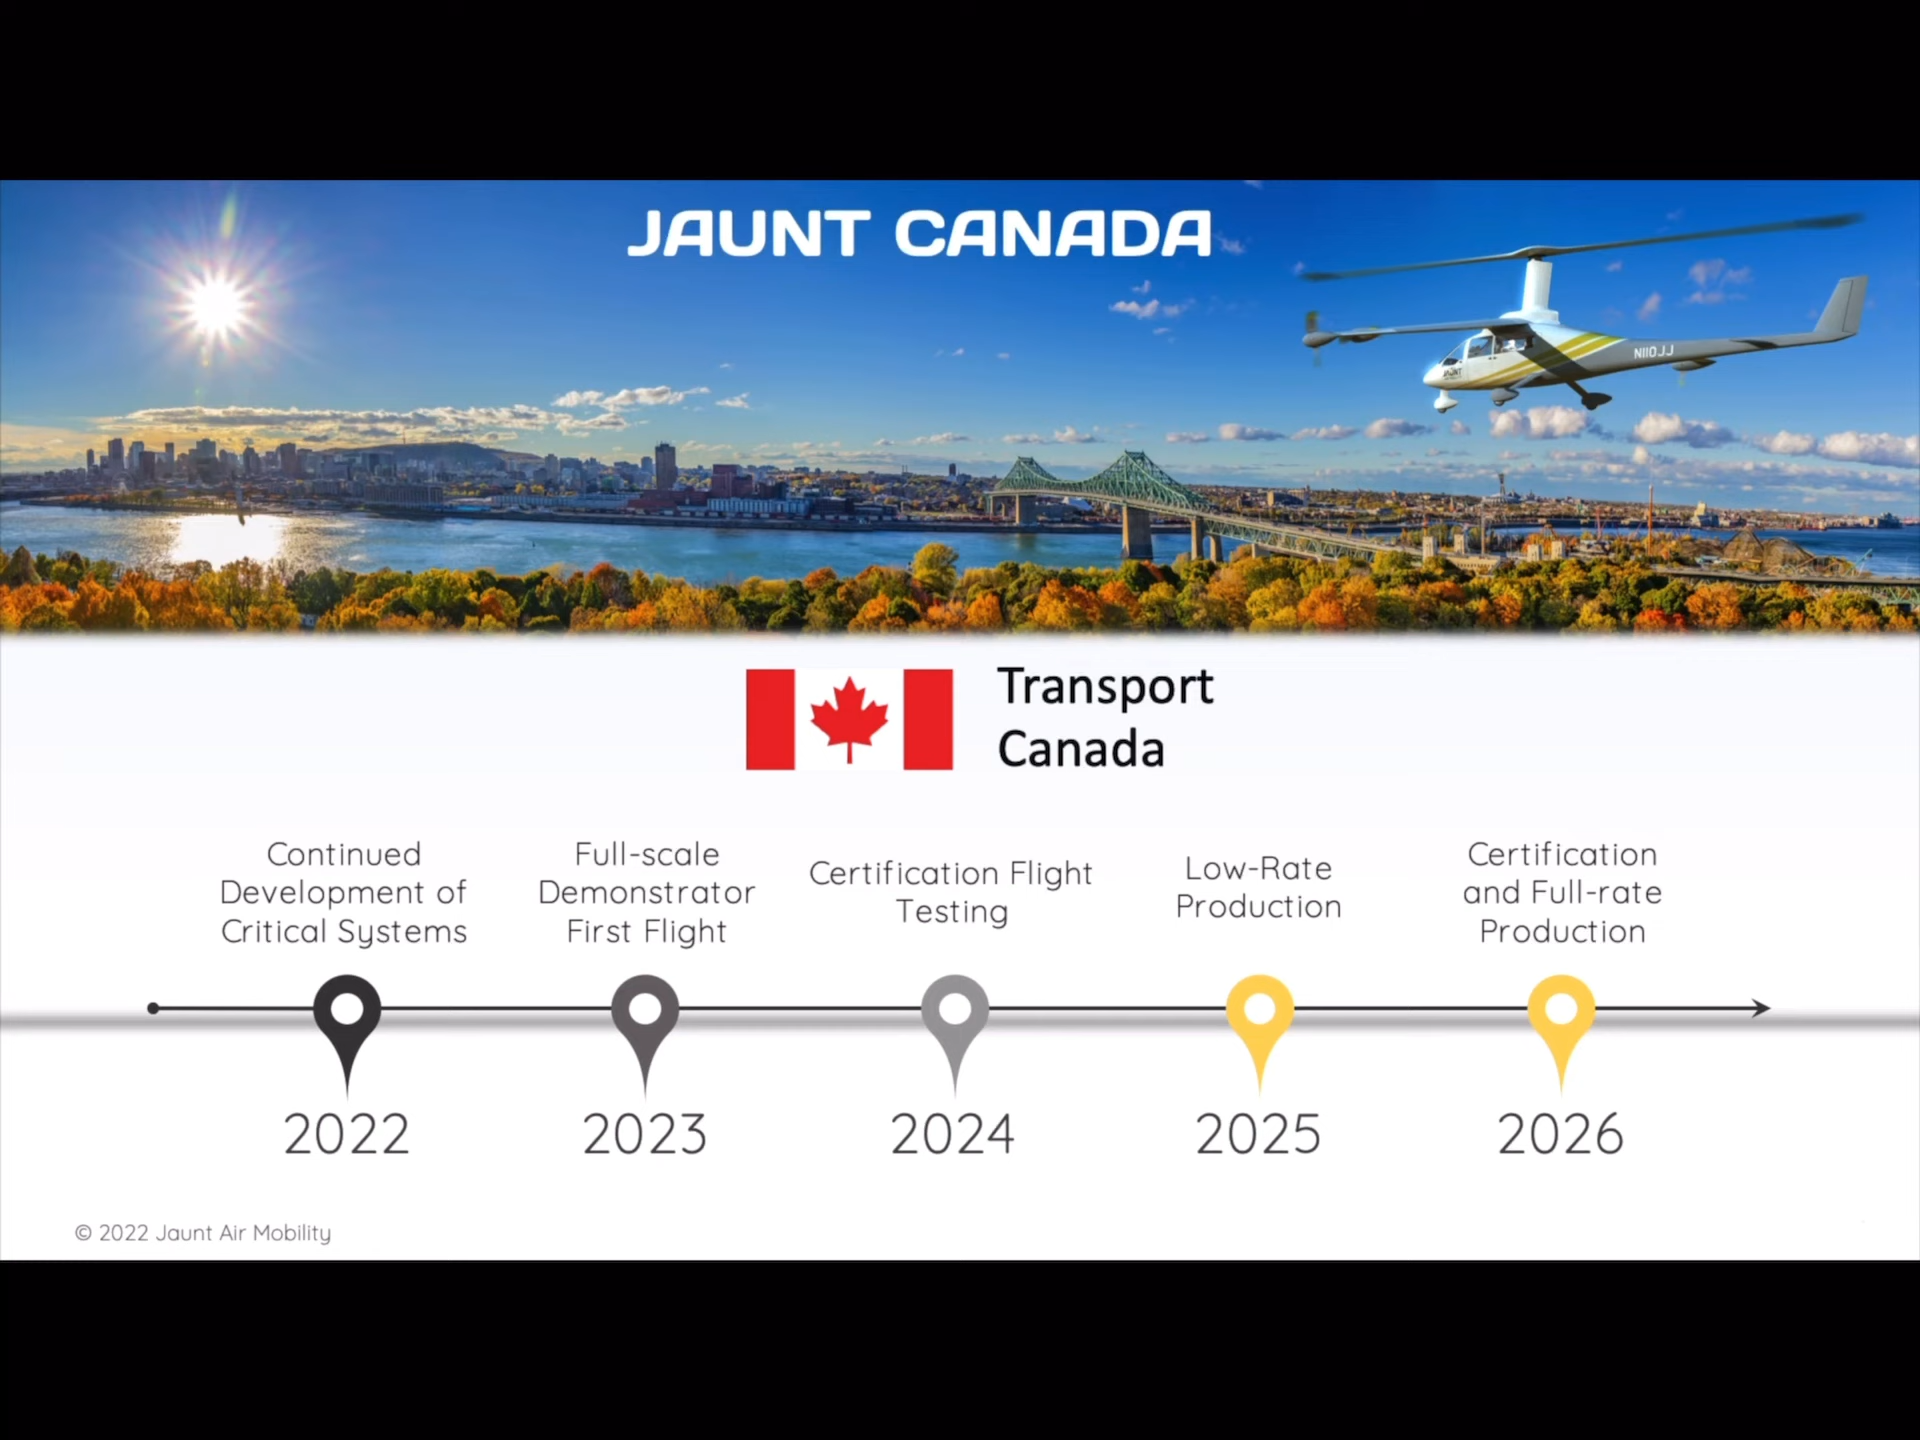 JAUNT CANADA
N110JJ
JAUNT
Transport
Canada
Continued
Development of
Critical Systems
Full-scale
Demonstrator
First Flight
Certification Flight
Testing
Low-Rate
Production
Certification
and Full-rate
Production
2022
2023
2024
2025
2026
© 2022 Jaunt Air Mobility